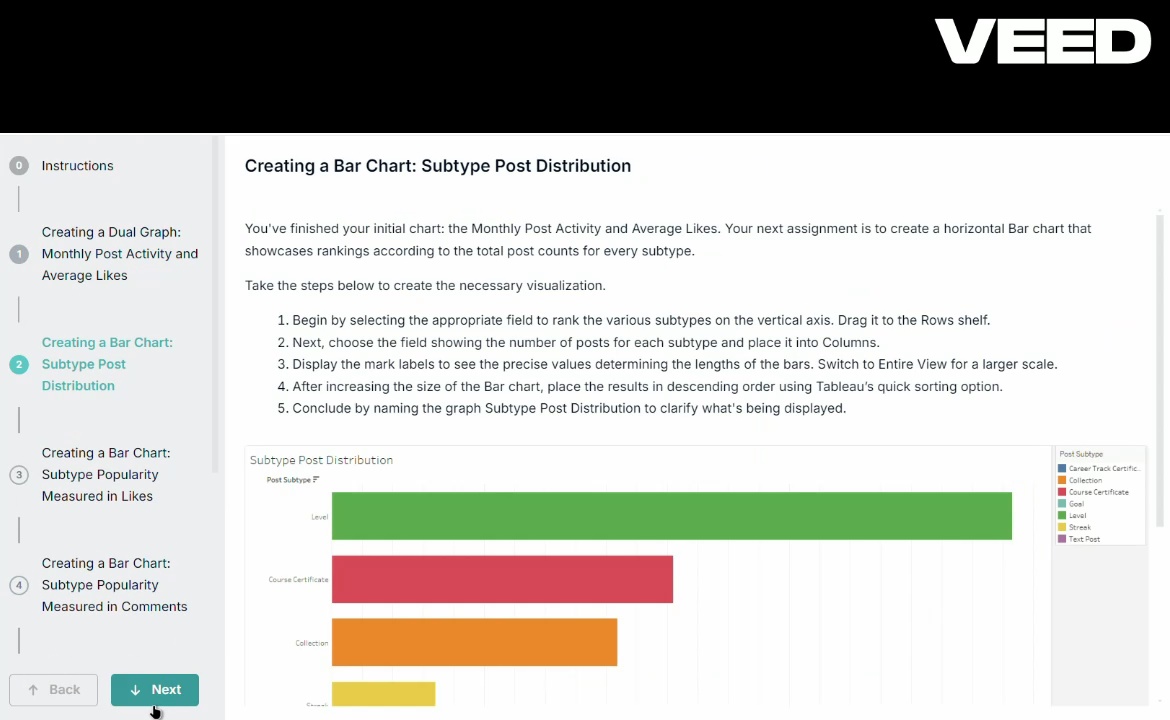 VEED
0
Instructions
Creating a Dual Graph:
1
Monthly Post Activity and
Average Likes
Creating a Bar Chart:
2
Subtype Post
Distribution
Creating a Bar Chart:
3
Subtype Popularity
Measured in Likes
Creating a Bar Chart:
4
Subtype Popularity
Measured in Comments
Back
Next
Creating a Bar Chart: Subtype Post Distribution
You've finished your initial chart: the Monthly Post Activity and Average Likes. Your next assignment is to create a horizontal Bar chart that
showcases rankings according to the total post counts for every subtype.
Take the steps below to create the necessary visualization.
1. Begin by selecting the appropriate field to rank the various subtypes on the vertical axis. Drag it to the Rows shelf.
2. Next, choose the field showing the number of posts for each subtype and place it into Columns.
3. Display the mark labels to see the precise values determining the lengths of the bars. Switch to Entire View for a larger scale.
4. After increasing the size of the Bar chart, place the results in descending order using Tableau's quick sorting option.
5. Conclude by naming the graph Subtype Post Distribution to clarify what's being displayed.
Subtype Post Distribution
Post Subtype
Level
Course Certificate
Collection
Streak
Post Subtype
Career Track Certific..
Collection
Course Certificate
Goal
Level
Streak
Text Post